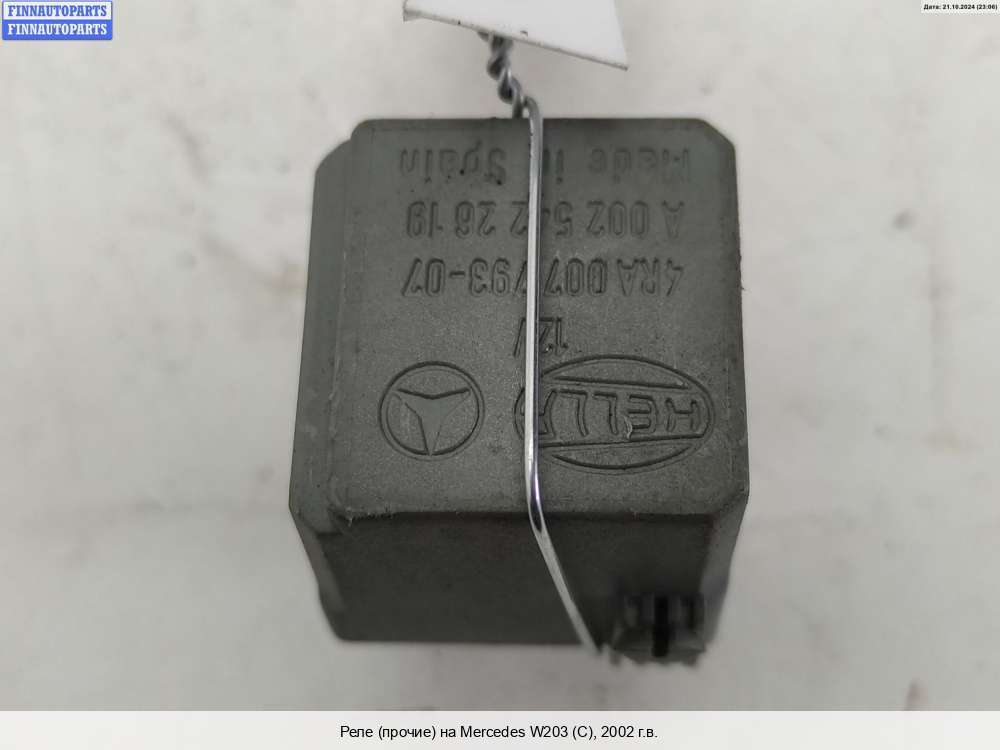 FINNAUTOPARTS
FINNAUTOPARTS
Дата: 21.10.2024 (23:06)
HELLA
12V
4RA 007 793-07
A 002 542 26 19
Made in Spain
Реле (прочие) на Mercedes W203 (C), 2002 г.в.